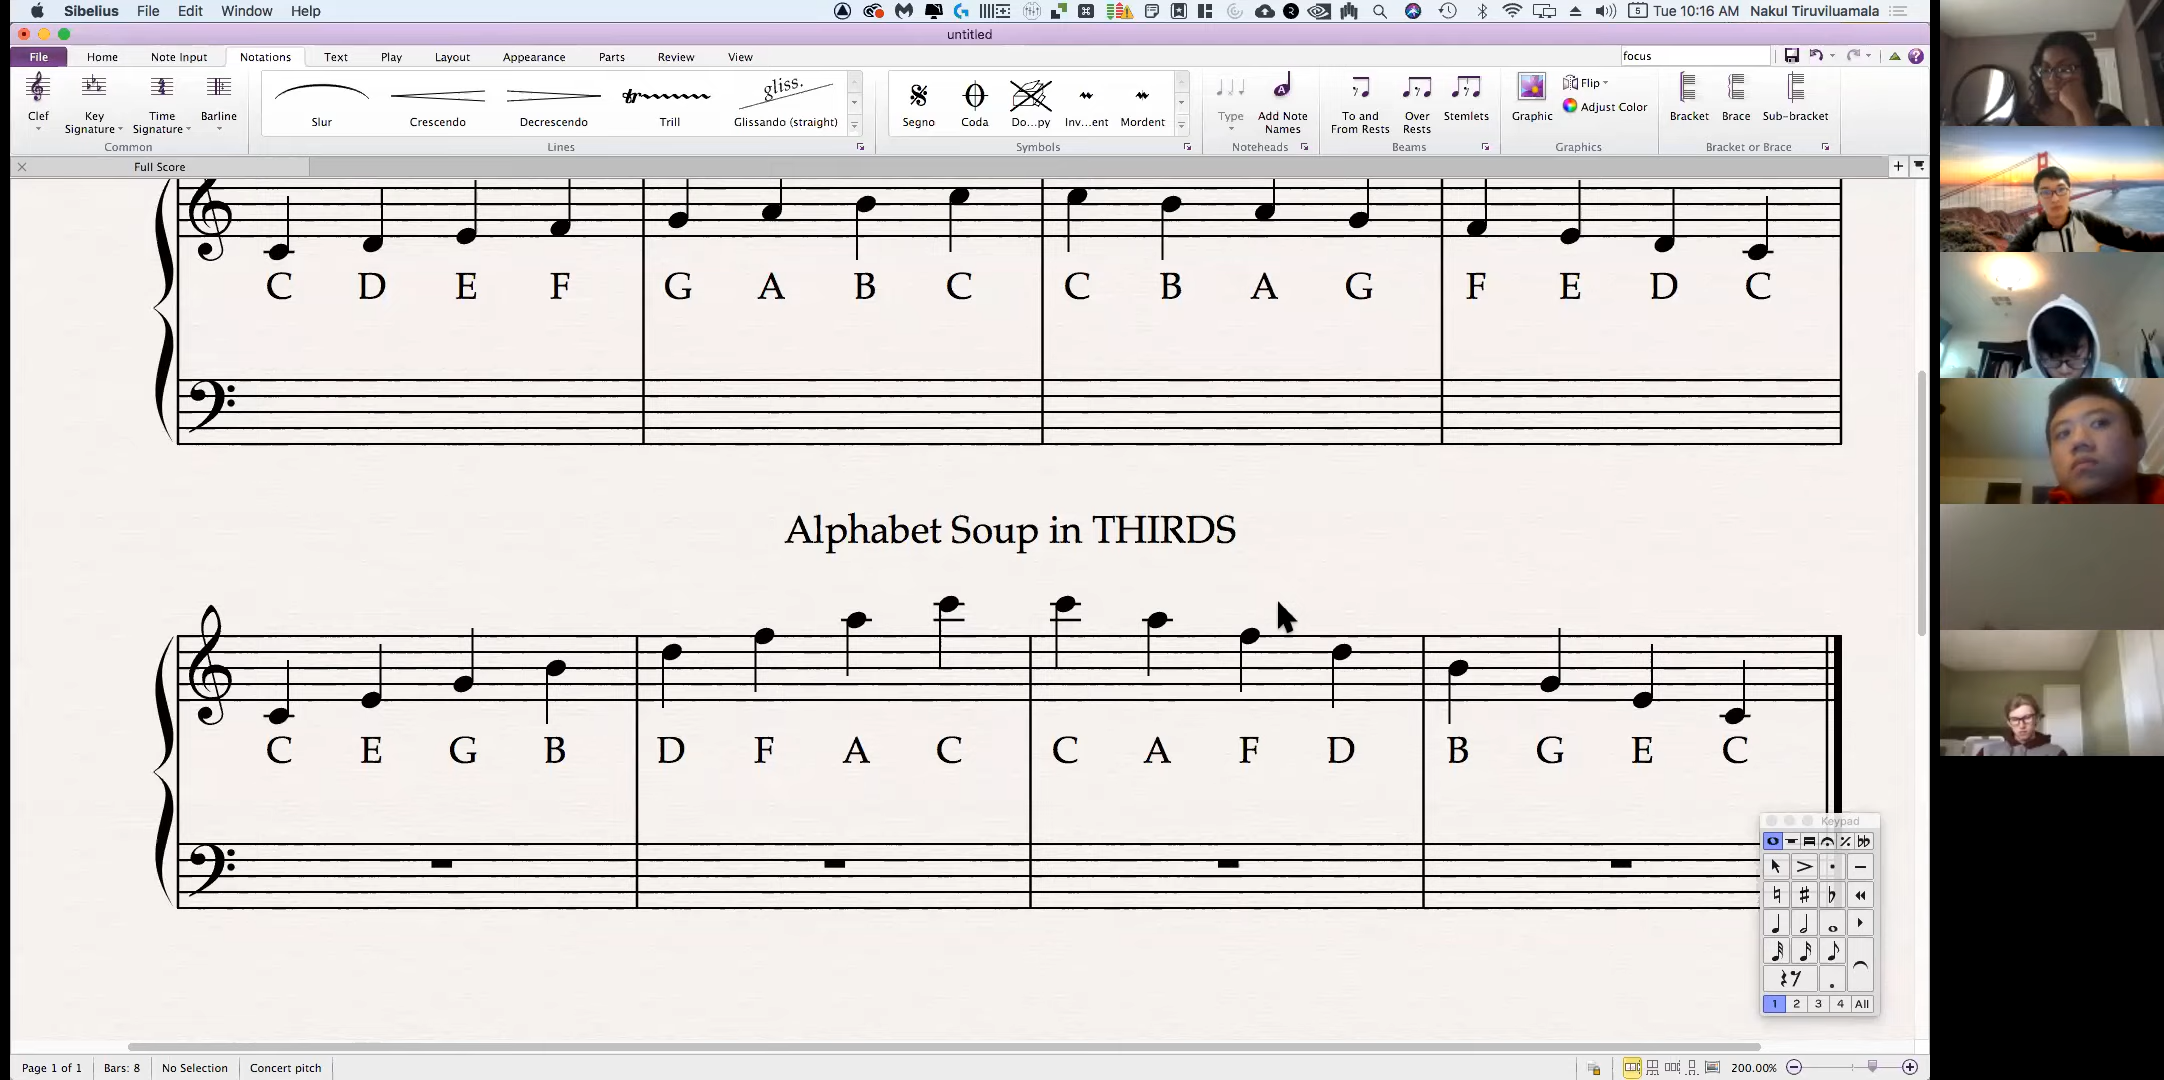 Sibelius File Edit Window Help Tue 10:16 AM Nakul Tiruviluamala
untitled
File Home Note Input Notations Text Play Layout Appearance Parts Review View focus
Clef Key Signature Time Signature Barline
Common
gliss.
Slur Crescendo Decrescendo Trill Glissando (straight)
Lines
Segno Coda Do...py Inv...ent Mordent
Symbols
Type Add Note Names
Noteheads
To and From Rests Over Rests Stemlets
Beams
Graphic Flip Adjust Color
Graphics
Bracket Brace Sub-bracket
Bracket or Brace
Full Score
C D E F G A B C C B A G F E D C
Alphabet Soup in THIRDS
C E G B D F A C C A F D B G E C
Keypad
1 2 3 4 All
Page 1 of 1 Bars: 8 No Selection Concert pitch 200.00%